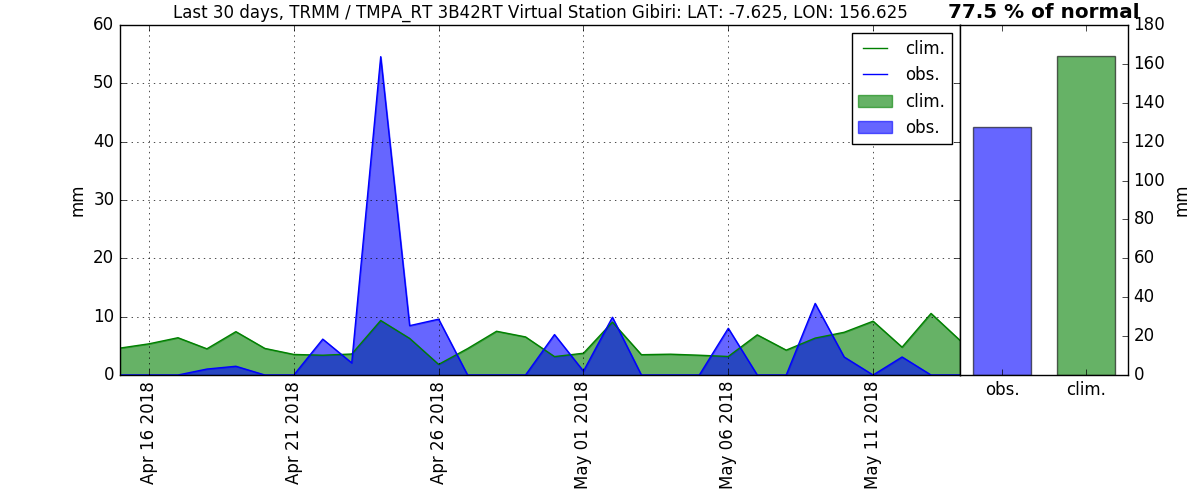 Last 30 days, TRMM / TMPA_RT 3B42RT Virtual Station Gibiri: LAT: -7.625, LON: 156.625
77.5 % of normal
60
50
40
30
20
10
0
mm
clim.
obs.
clim.
obs.
180
160
140
120
100
80
60
40
20
0
mm
obs.
clim.
Apr 16 2018
Apr 21 2018
Apr 26 2018
May 01 2018
May 06 2018
May 11 2018